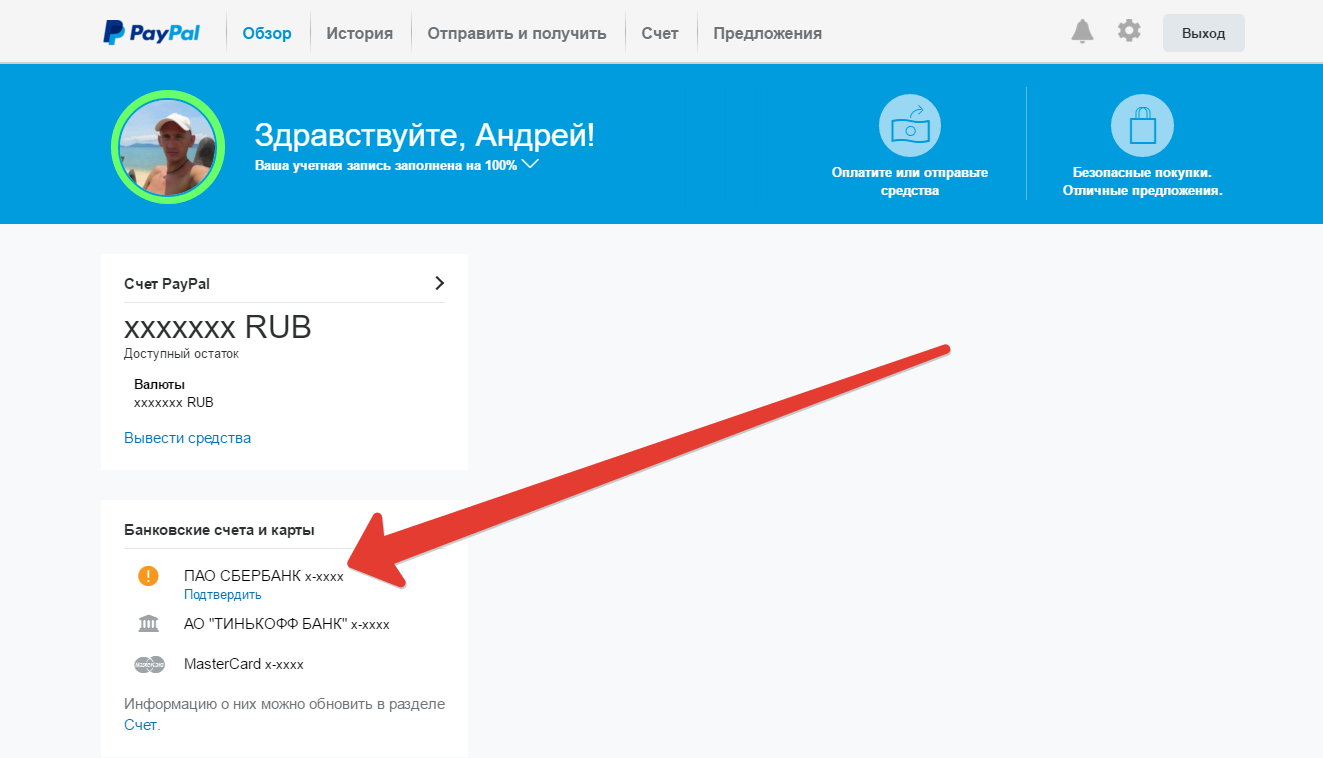 PayPal Обзор История Отправить и получить Счет Предложения Выход
Здравствуйте, Андрей!
Ваша учетная запись заполнена на 100%
Оплатите или отправьте
средства
Безопасные покупки.
Отличные предложения.
Счет PayPal
xxxxxxx RUB
Доступный остаток
Валюты
xxxxxxx RUB
Вывести средства
Банковские счета и карты
ПАО СБЕРБАНК x-xxxx
Подтвердить
АО "ТИНЬКОФФ БАНК" x-xxxx
MasterCard
MasterCard x-xxxx
Информацию о них можно обновить в разделе
Счет.